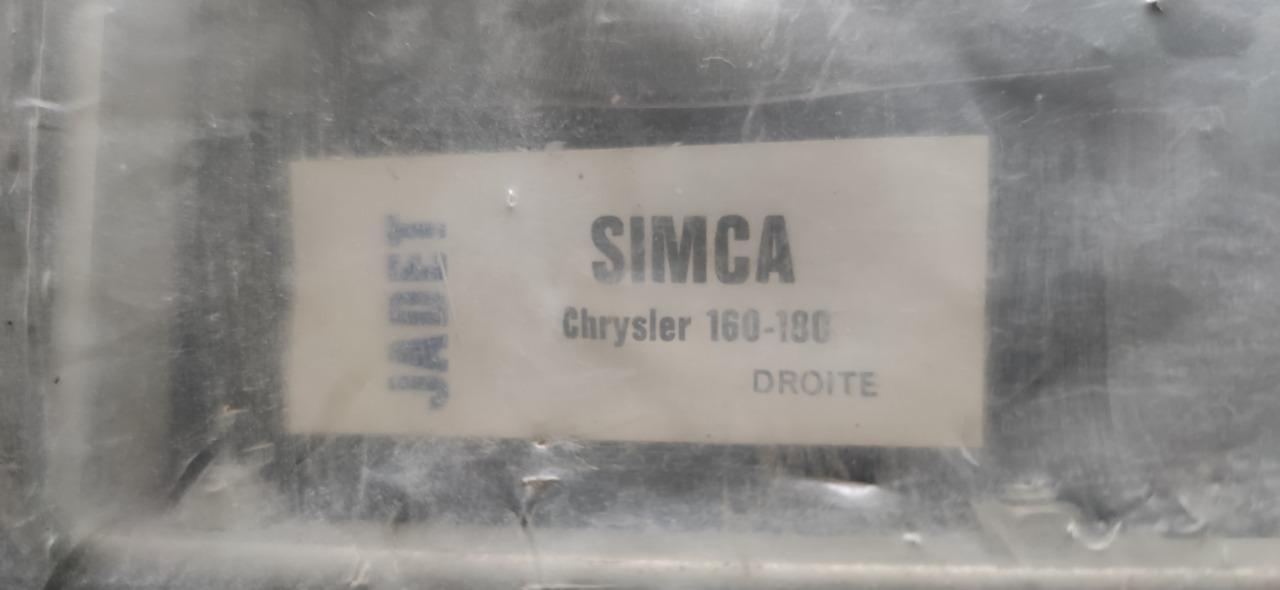 JADET
SIMCA
Chrysler 160-180
DROITE